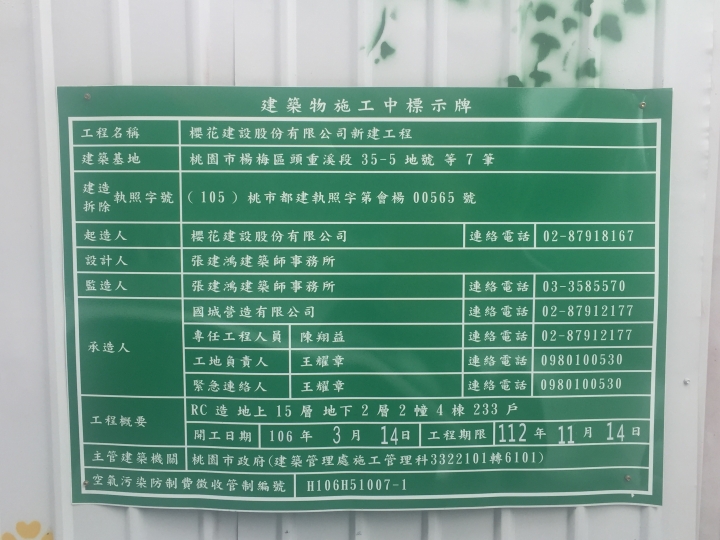 建築物施工中標示牌
工程名稱 櫻花建設股份有限公司新建工程
建築基地 桃園市楊梅區頭重溪段 35-5 地號 等 7 筆
建造
拆除 執照字號 (105) 桃市都建執照字第會楊 00565 號
起造人 櫻花建設股份有限公司 連絡電話 02-87918167
設計人 張建鴻建築師事務所
監造人 張建鴻建築師事務所 連絡電話 03-3585570
承造人 國城營造有限公司 連絡電話 02-87912177
專任工程人員 陳翔益 連絡電話 02-87912177
工地負責人 王耀章 連絡電話 0980100530
緊急連絡人 王耀章 連絡電話 0980100530
工程概要 RC 造 地上 15 層 地下 2 層 2 幢 4 棟 233 戶
開工日期 106 年 3 月 14日 工程期限 112 年 11 月 14 日
主管建築機關 桃園市政府(建築管理處施工管理科3322101轉6101)
空氣污染防制費徵收管制編號 H106H51007-1